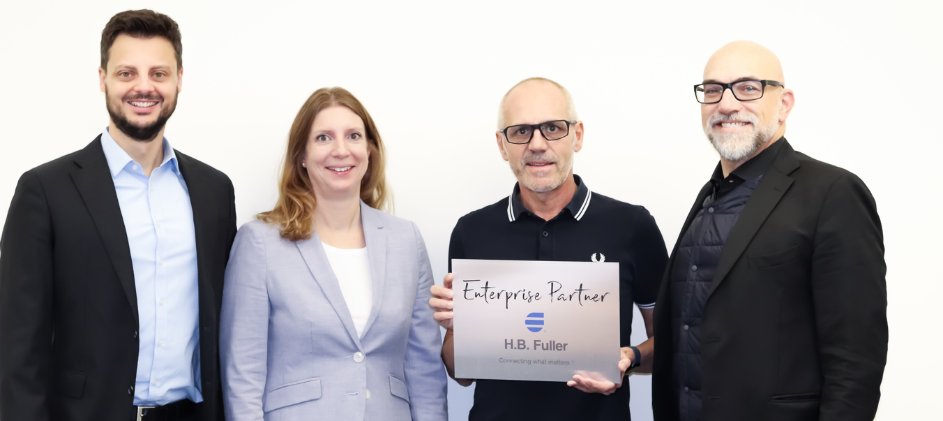 Enterprise Partner
H.B. Fuller
Connecting what matters